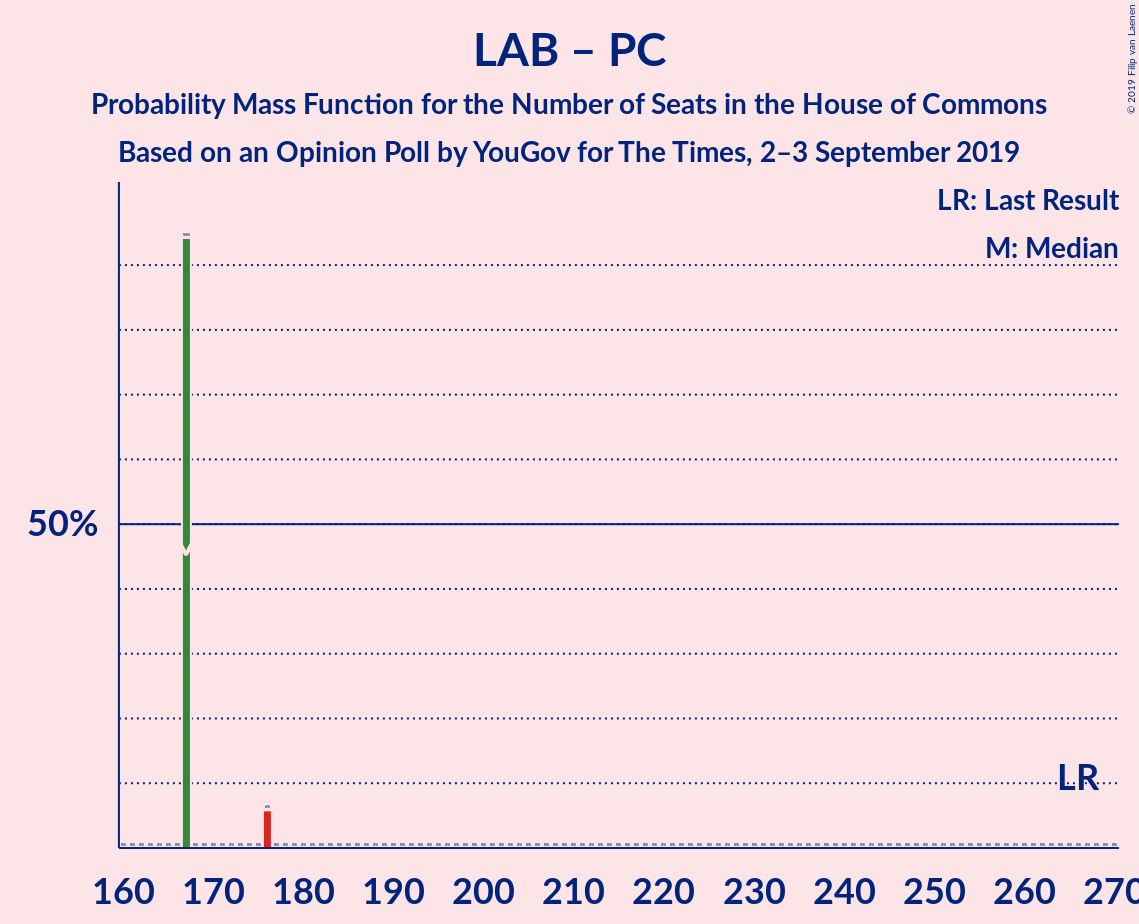 LAB – PC
Probability Mass Function for the Number of Seats in the House of Commons
Based on an Opinion Poll by YouGov for The Times, 2–3 September 2019
© 2019 Filip van Laenen
LR: Last Result
M: Median
94%
50%
6%
LR
160 170 180 190 200 210 220 230 240 250 260 270